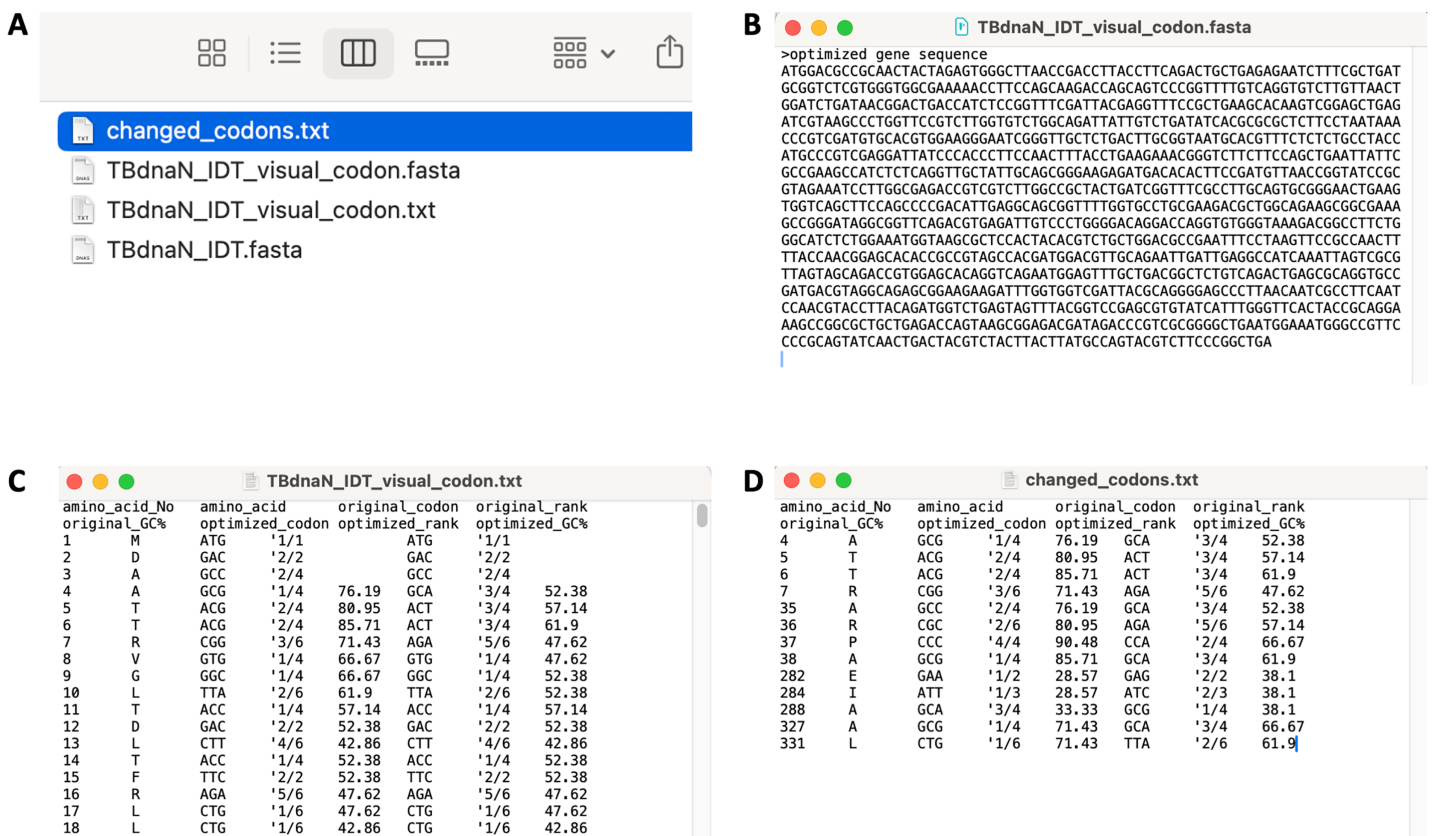 A
changed_codons.txt
TBdnaN_IDT_visual_codon.fasta
TBdnaN_IDT_visual_codon.txt
TBdnaN_IDT.fasta
B
TBdnaN_IDT_visual_codon.fasta
>optimized gene sequence
ATGGACGCCGCAACTACTAGAGTGGGCTTAACCGACCTTACCTTCAGACTGCTGAGAGAATCTTTCGCTGAT
GCGGTCTCGTGGGTGGCGAAAAACCTTCCAGCAAGACCAGCAGTCCCGGTTTTGTCAGGTGTCTTGTTAACT
GGATCTGATAACGGACTGACCATCTCCGGTTTCGATTACGAGGTTTCCGCTGAAGCACAAGTCGGAGCTGAG
ATCGTAAGCCCTGGTTCCGTCTTGGTGTCTGGCAGATTATTGTCTGATATCACGCGCGCTCTTCCTAATAAA
CCCGTCGATGTGCACGTGGAAGGGAATCGGGTTGCTCTGACTTGCGGTAATGCACGTTTCTCTCTGCCTACC
ATGCCCGTCGAGGATTATCCCACCCTTCCAACTTTACCTGAAGAAACGGGTCTTCTTCCAGCTGAATTATTC
GCCGAAGCCATCTCTCAGGTTGCTATTGCAGCGGGAAGAGATGACACACTTCCGATGTTAACCGGTATCCGC
GTAGAAATCCTTGGCGAGACCGTCGTCTTGGCCGCTACTGATCGGTTTCGCCTTGCAGTGCGGGAACTGAAG
TGGTCAGCTTCCAGCCCCGACATTGAGGCAGCGGTTTTGGTGCCTGCGAAGACGCTGGCAGAAGCGGCGAAA
GCCGGGATAGGCGGTTCAGACGTGAGATTGTCCCTGGGGACAGGACCAGGTGTGGGTAAAGACGGCCTTCTG
GGCATCTCTGGAAATGGTAAGCGCTCCACTACACGTCTGCTGGACGCCGAATTTCCTAAGTTCCGCCAACTT
TTACCAACGGAGCACACCGCCGTAGCCACGATGGACGTTGCAGAATTGATTGAGGCCATCAAATTAGTCGCG
TTAGTAGCAGACCGTGGAGCACAGGTCAGAATGGAGTTTGCTGACGGCTCTGTCAGACTGAGCGCAGGTGCC
GATGACGTAGGCAGAGCGGAAGAAGATTTGGTGGTCGATTACGCAGGGGAGCCCTTAACAATCGCCTTCAAT
CCAACGTACCTTACAGATGGTCTGAGTAGTTTACGGTCCGAGCGTGTATCATTTGGGTTCACTACCGCAGGA
AAGCCGGCGCTGCTGAGACCAGTAAGCGGAGACGATAGACCCGTCGCGGGGCTGAATGGAAATGGGCCGTTC
CCCGCAGTATCAACTGACTACGTCTACTTACTTATGCCAGTACGTCTTCCCGGCTGA
C
TBdnaN_IDT_visual_codon.txt
amino_acid_No amino_acid original_codon original_rank
original_GC% optimized_codon optimized_rank optimized_GC%
1 M ATG '1/1 ATG '1/1
2 D GAC '2/2 GAC '2/2
3 A GCC '2/4 GCC '2/4
4 A GCG '1/4 76.19 GCA '3/4 52.38
5 T ACG '2/4 80.95 ACT '3/4 57.14
6 T ACG '2/4 85.71 ACT '3/4 61.9
7 R CGG '3/6 71.43 AGA '5/6 47.62
8 V GTG '1/4 66.67 GTG '1/4 47.62
9 G GGC '1/4 66.67 GGC '1/4 52.38
10 L TTA '2/6 61.9 TTA '2/6 52.38
11 T ACC '1/4 57.14 ACC '1/4 57.14
12 D GAC '2/2 52.38 GAC '2/2 52.38
13 L CTT '4/6 42.86 CTT '4/6 42.86
14 T ACC '1/4 52.38 ACC '1/4 52.38
15 F TTC '2/2 52.38 TTC '2/2 52.38
16 R AGA '5/6 47.62 AGA '5/6 47.62
17 L CTG '1/6 47.62 CTG '1/6 47.62
18 L CTG '1/6 42.86 CTG '1/6 42.86
D
changed_codons.txt
amino_acid_No amino_acid original_codon original_rank
original_GC% optimized_codon optimized_rank optimized_GC%
4 A GCG '1/4 76.19 GCA '3/4 52.38
5 T ACG '2/4 80.95 ACT '3/4 57.14
6 T ACG '2/4 85.71 ACT '3/4 61.9
7 R CGG '3/6 71.43 AGA '5/6 47.62
35 A GCC '2/4 76.19 GCA '3/4 52.38
36 R CGC '2/6 80.95 AGA '5/6 57.14
37 P CCC '4/4 90.48 CCA '2/4 66.67
38 A GCG '1/4 85.71 GCA '3/4 61.9
282 E GAA '1/2 28.57 GAG '2/2 38.1
284 I ATT '1/3 28.57 ATC '2/3 38.1
288 A GCA '3/4 33.33 GCG '1/4 38.1
327 A GCG '1/4 71.43 GCA '3/4 66.67
331 L CTG '1/6 71.43 TTA '2/6 61.9